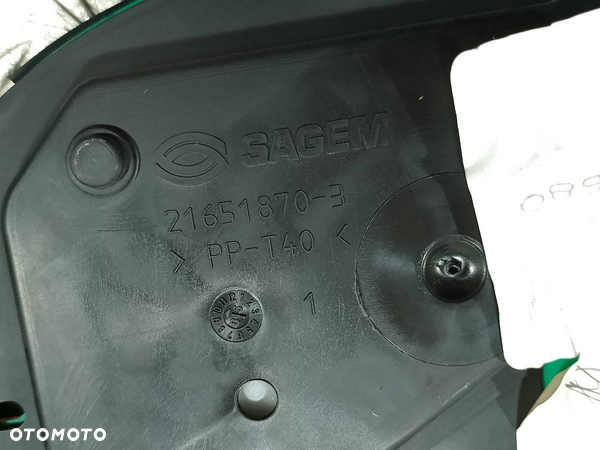 SAGEM
21651870-3
> PP-T40 <
1
OTOMOTO